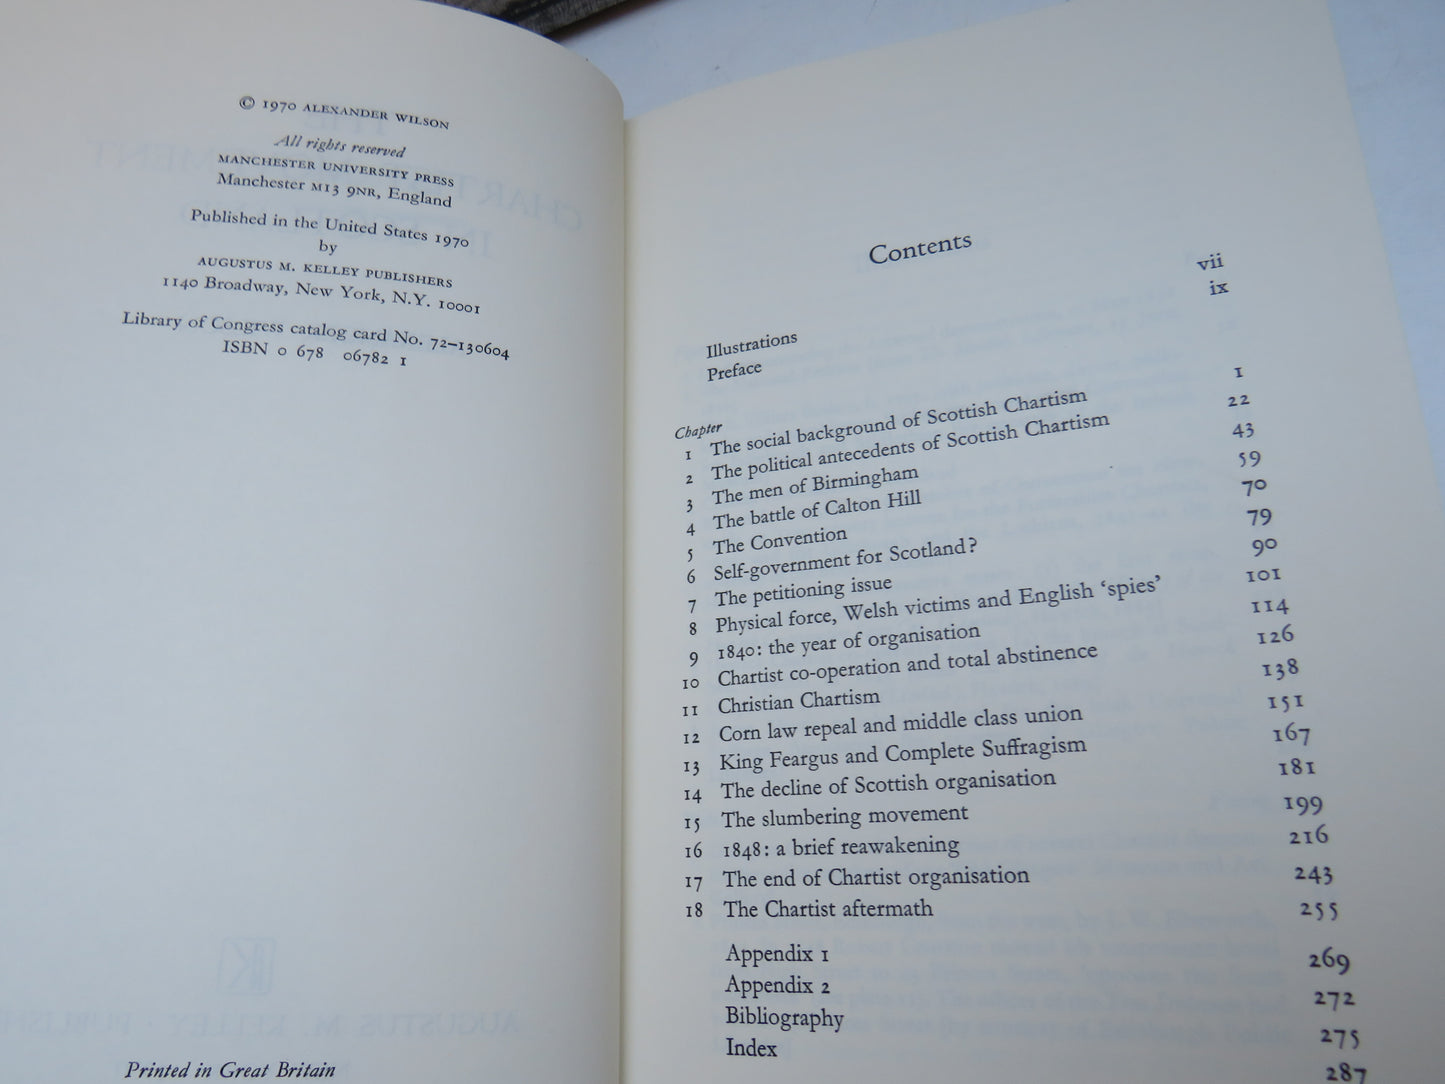 © 1970 ALEXANDER WILSON
All rights reserved
MANCHESTER UNIVERSITY PRESS
Manchester M13 9NR, England
Published in the United States 1970
by
AUGUSTUS M. KELLEY PUBLISHERS
1140 Broadway, New York, N.Y. 10001
Library of Congress catalog card No. 72–130604
ISBN 0 678 06782 1
Printed in Great Britain
Contents
Illustrations vii
Preface ix
Chapter
1 The social background of Scottish Chartism 1
2 The political antecedents of Scottish Chartism 22
3 The men of Birmingham 43
4 The battle of Calton Hill 59
5 The Convention 70
6 Self-government for Scotland? 79
7 The petitioning issue 90
8 Physical force, Welsh victims and English ‘spies’ 101
9 1840: the year of organisation 114
10 Chartist co-operation and total abstinence 126
11 Christian Chartism 138
12 Corn law repeal and middle class union 151
13 King Feargus and Complete Suffragism 167
14 The decline of Scottish organisation 181
15 The slumbering movement 199
16 1848: a brief reawakening 216
17 The end of Chartist organisation 243
18 The Chartist aftermath 255
Appendix 1 269
Appendix 2 272
Bibliography 275
Index 287